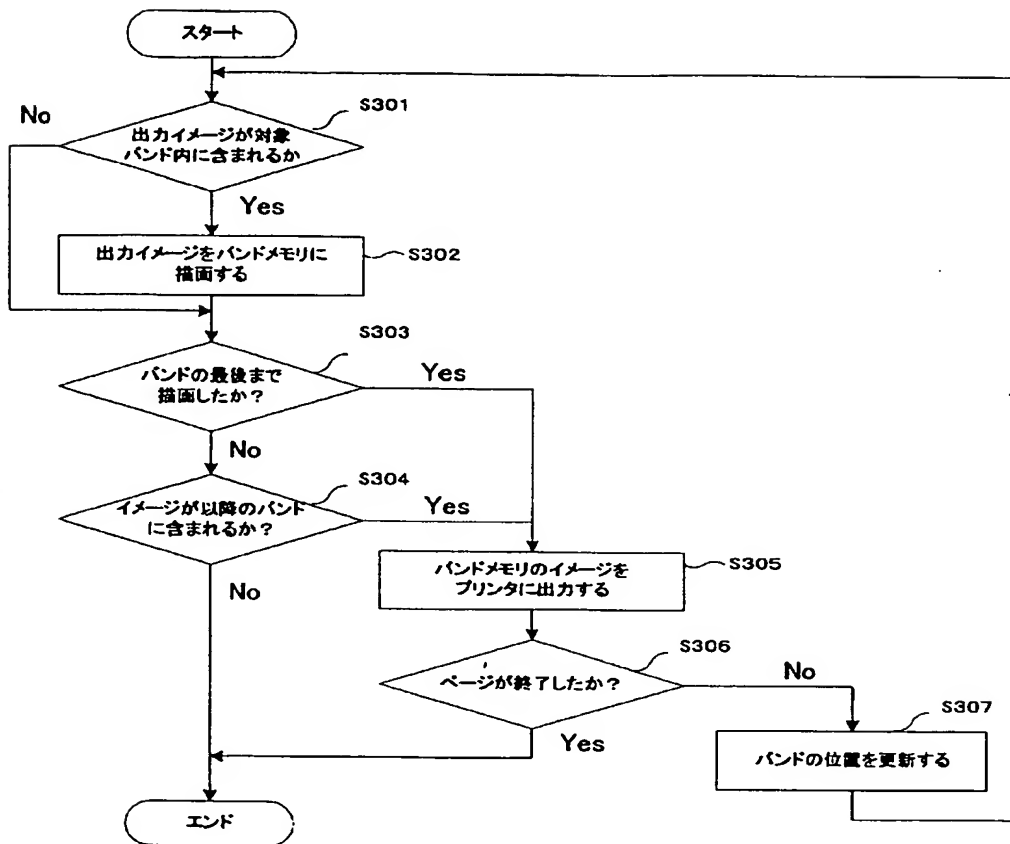 スタート
S301
No
出力イメージが対象
バンド内に含まれるか
Yes
出力イメージをバンドメモリに
描画する
S302
S303
バンドの最後まで
描画したか？
Yes
No
S304
イメージが以降のバンド
に含まれるか？
Yes
No
バンドメモリのイメージを
プリンタに出力する
S305
S306
ページが終了したか？
No
Yes
S307
バンドの位置を更新する
エンド